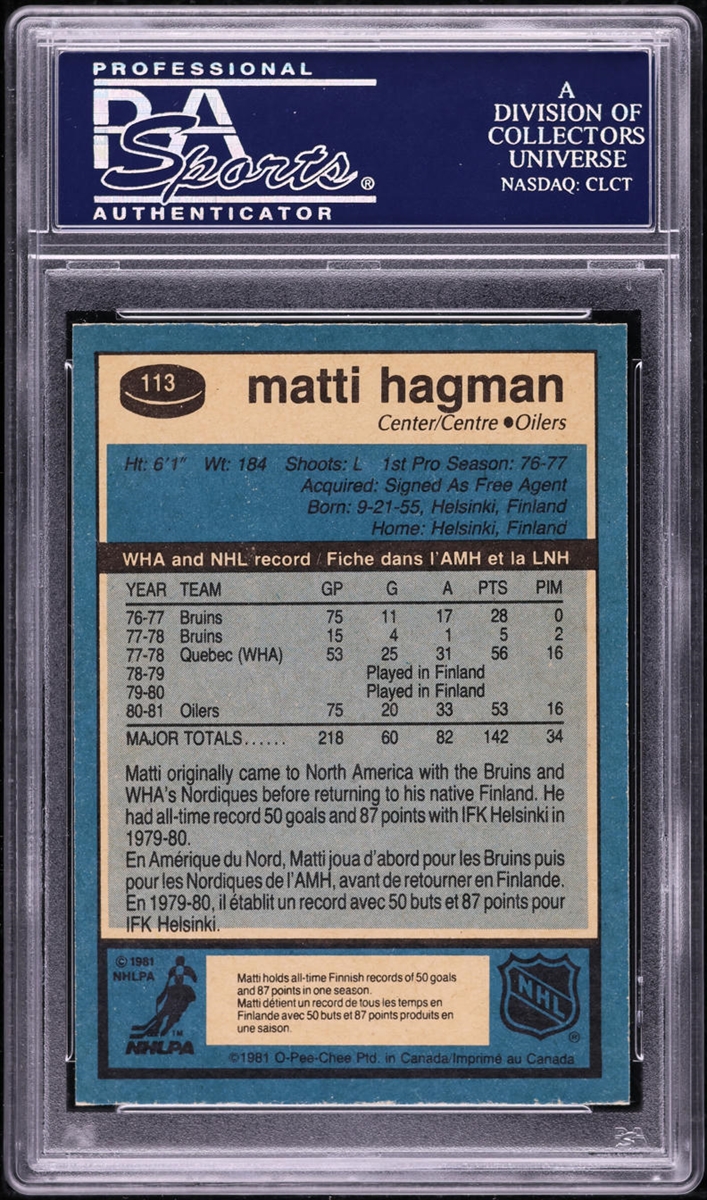 PROFESSIONAL
PSA
Sports®
AUTHENTICATOR
A
DIVISION OF
COLLECTORS
UNIVERSE
NASDAQ: CLCT
113
matti hagman
Center/Centre ●Oilers
Ht: 6'1" Wt: 184 Shoots: L 1st Pro Season: 76-77
Acquired: Signed As Free Agent
Born: 9-21-55, Helsinki, Finland
Home: Helsinki, Finland
WHA and NHL record / Fiche dans l'AMH et la LNH
YEAR TEAM GP G A PTS PIM
76-77 Bruins 75 11 17 28 0
77-78 Bruins 15 4 1 5 2
77-78 Quebec (WHA) 53 25 31 56 16
78-79 Played in Finland
79-80 Played in Finland
80-81 Oilers 75 20 33 53 16
MAJOR TOTALS...... 218 60 82 142 34
Matti originally came to North America with the Bruins and
WHA's Nordiques before returning to his native Finland. He
had all-time record 50 goals and 87 points with IFK Helsinki in
1979-80.
En Amérique du Nord, Matti joua d'abord pour les Bruins puis
pour les Nordiques de l'AMH, avant de retourner en Finlande.
En 1979-80, il établit un record avec 50 buts et 87 points pour
IFK Helsinki.
© 1981
NHLPA
TM
NHLPA
Matti holds all-time Finnish records of 50 goals
and 87 points in one season.
Matti détient un record de tous les temps en
Finlande avec 50 buts et 87 points produits en
une saison.
NHL
®
©1981 O-Pee-Chee Ptd. in Canada/Imprimé au Canada
PSA